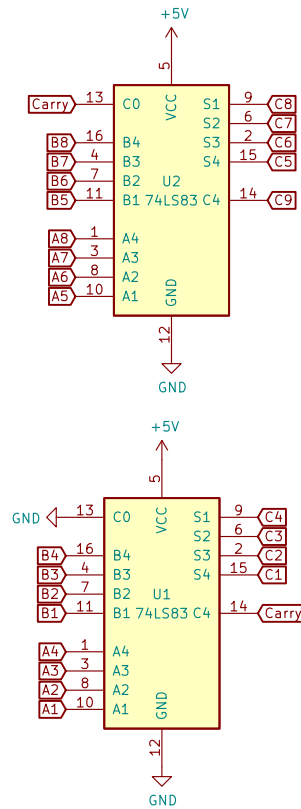 +5V
5
VCC
Carry 13 C0 S1 9 C8
S2 6 C7
B8 16 B4 S3 2 C6
B7 4 B3 S4 15 C5
B6 7 B2 U2
B5 11 B1 74LS83 C4 14 C9
A8 1 A4
A7 3 A3
A6 8 A2
A5 10 A1
GND
12
GND
+5V
5
VCC
GND 13 C0 S1 9 C4
S2 6 C3
B4 16 B4 S3 2 C2
B3 4 B3 S4 15 C1
B2 7 B2 U1
B1 11 B1 74LS83 C4 14 Carry
A4 1 A4
A3 3 A3
A2 8 A2
A1 10 A1
GND
12
GND